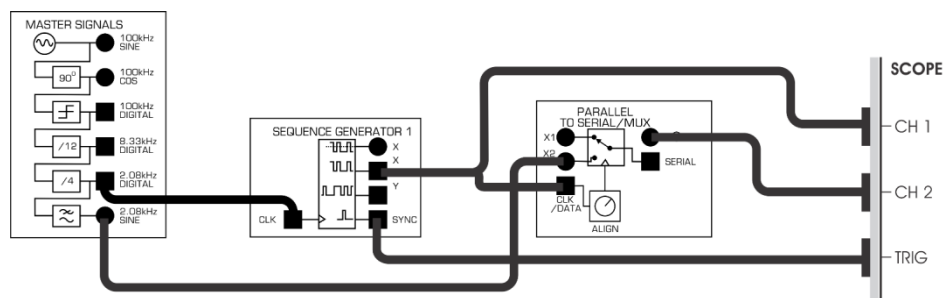 MASTER SIGNALS
100kHz
SINE
90°
100kHz
COS
100kHz
DIGITAL
/12
8.33kHz
DIGITAL
/4
2.08kHz
DIGITAL
2.08kHz
SINE
SEQUENCE GENERATOR 1
X
X
Y
CLK
SYNC
PARALLEL
TO SERIAL/MUX
X1
X2
SERIAL
CLK
/DATA
ALIGN
SCOPE
CH 1
CH 2
TRIG